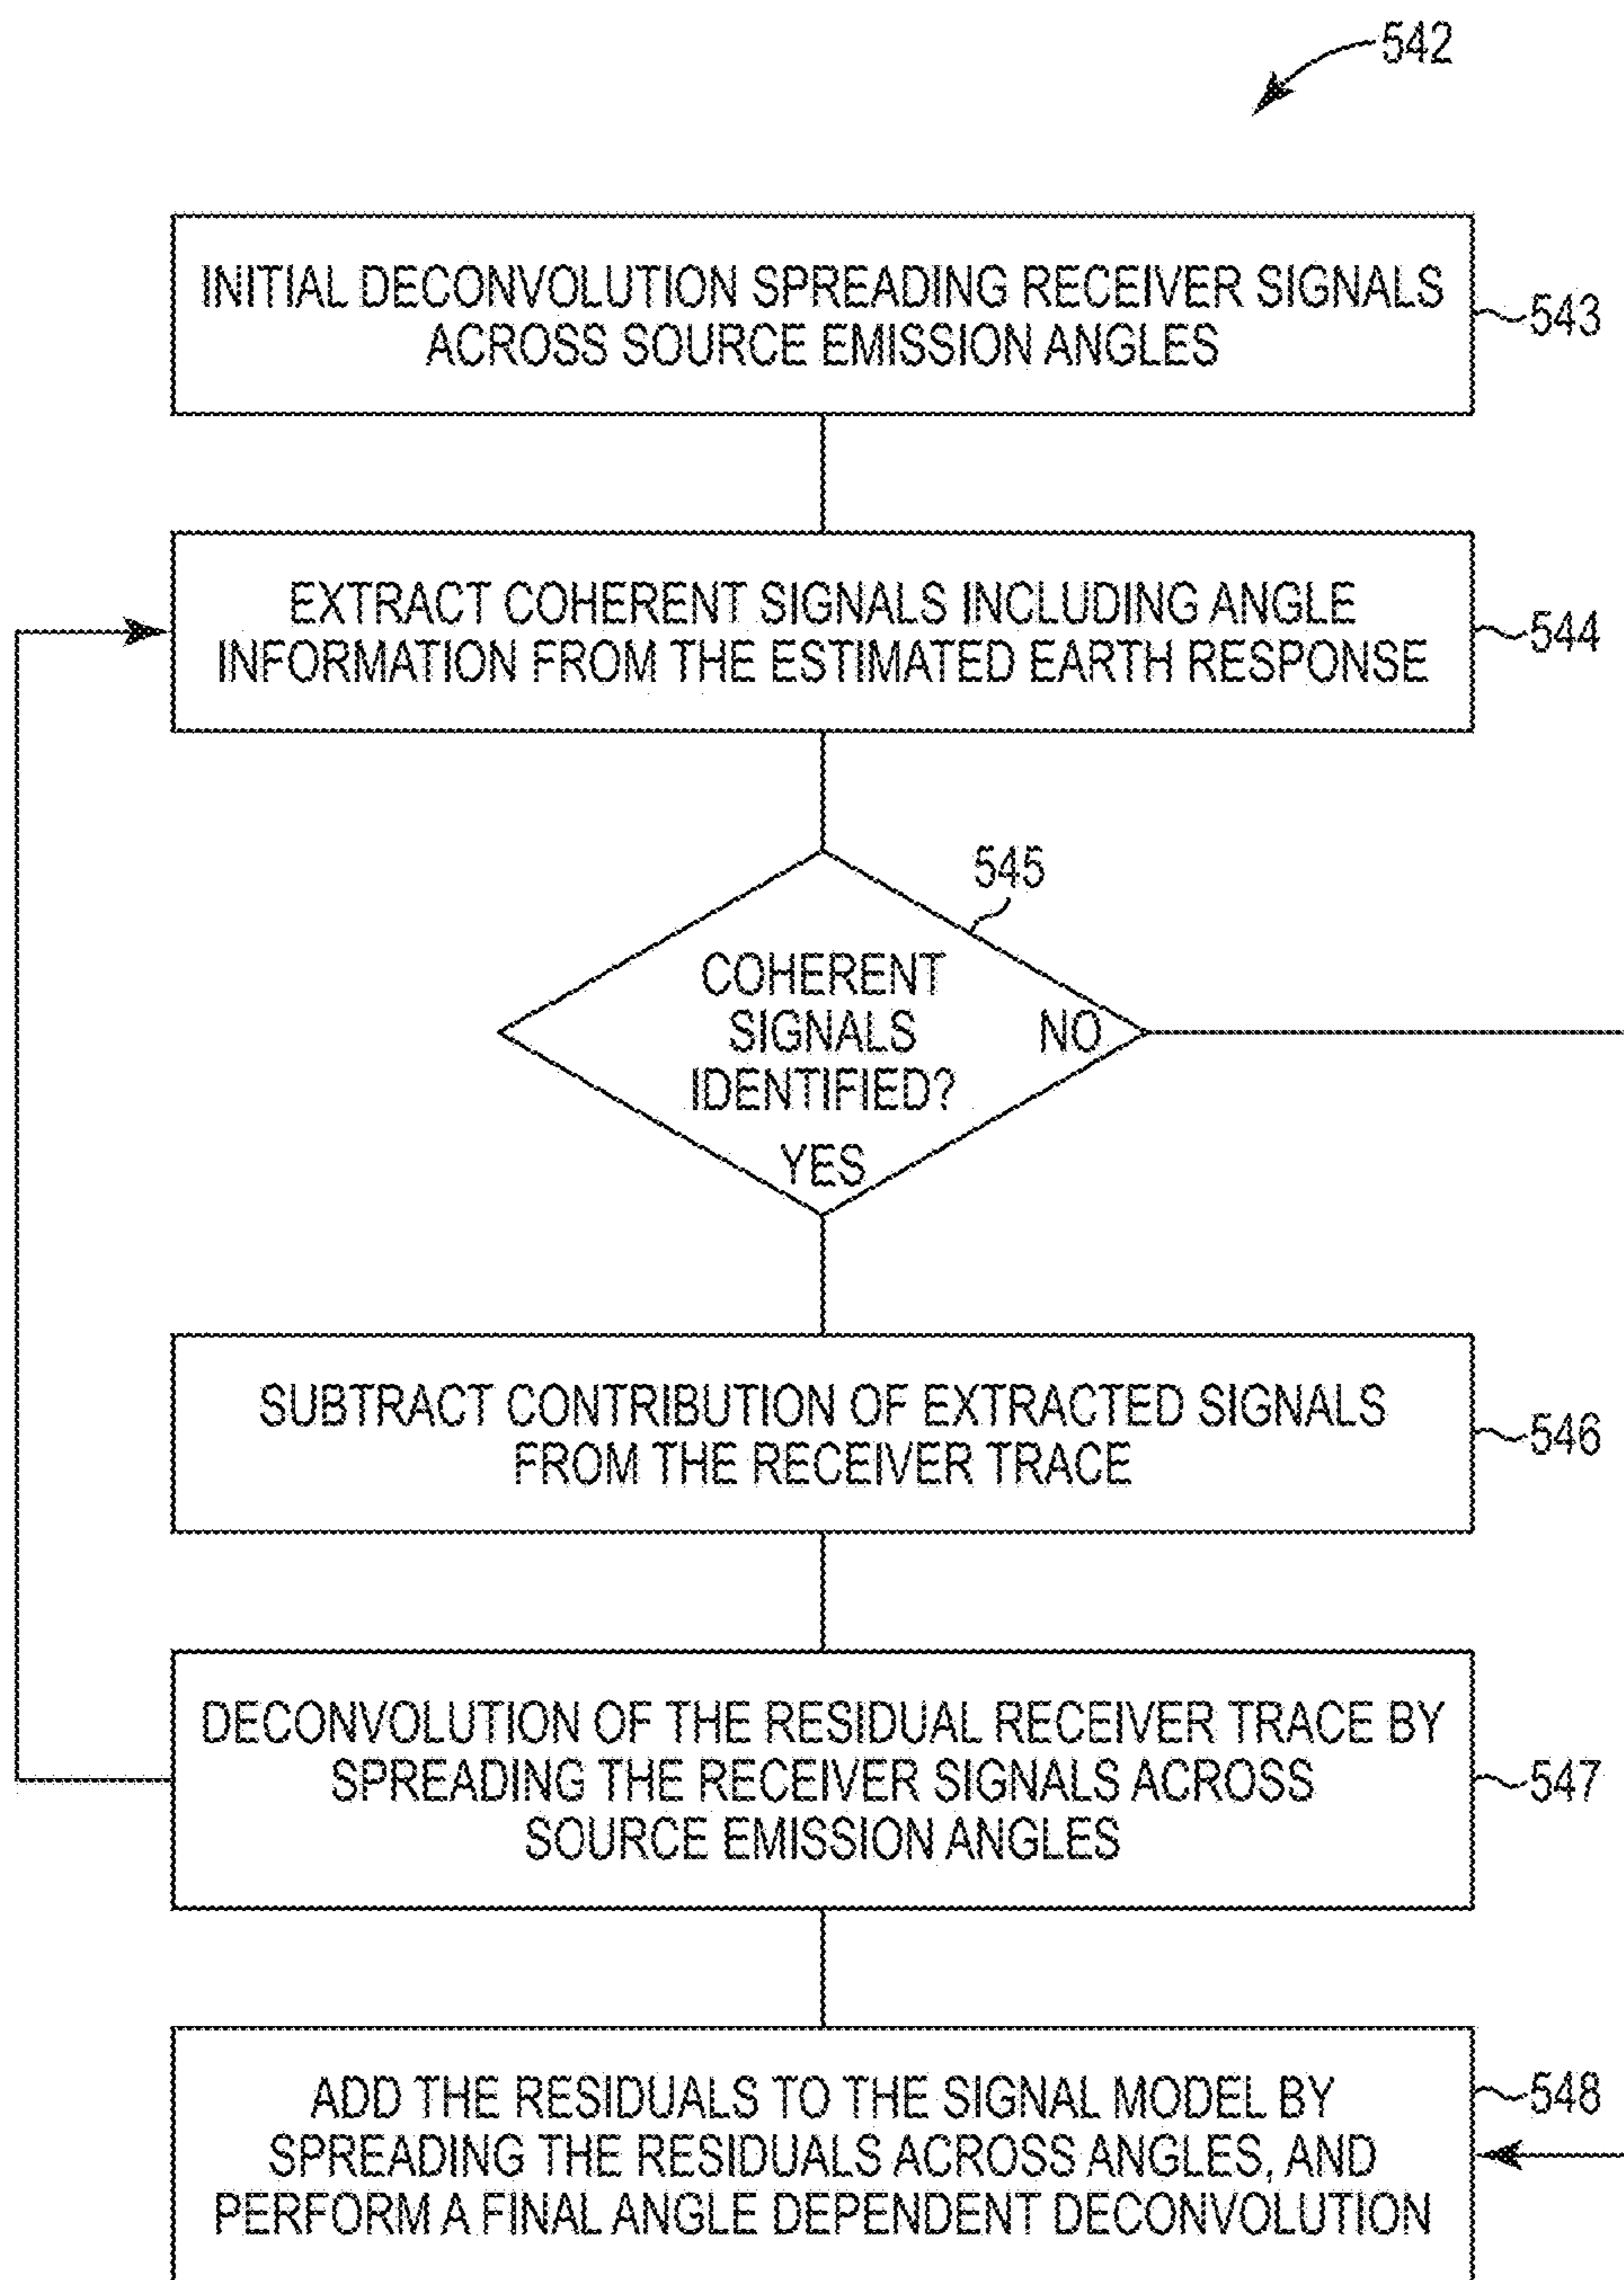 542
INITIAL DECONVOLUTION SPREADING RECEIVER SIGNALS
ACROSS SOURCE EMISSION ANGLES
543
EXTRACT COHERENT SIGNALS INCLUDING ANGLE
INFORMATION FROM THE ESTIMATED EARTH RESPONSE
544
545
COHERENT
SIGNALS
IDENTIFIED?
NO
YES
SUBTRACT CONTRIBUTION OF EXTRACTED SIGNALS
FROM THE RECEIVER TRACE
546
DECONVOLUTION OF THE RESIDUAL RECEIVER TRACE BY
SPREADING THE RECEIVER SIGNALS ACROSS
SOURCE EMISSION ANGLES
547
ADD THE RESIDUALS TO THE SIGNAL MODEL BY
SPREADING THE RESIDUALS ACROSS ANGLES, AND
PERFORM A FINAL ANGLE DEPENDENT DECONVOLUTION
548